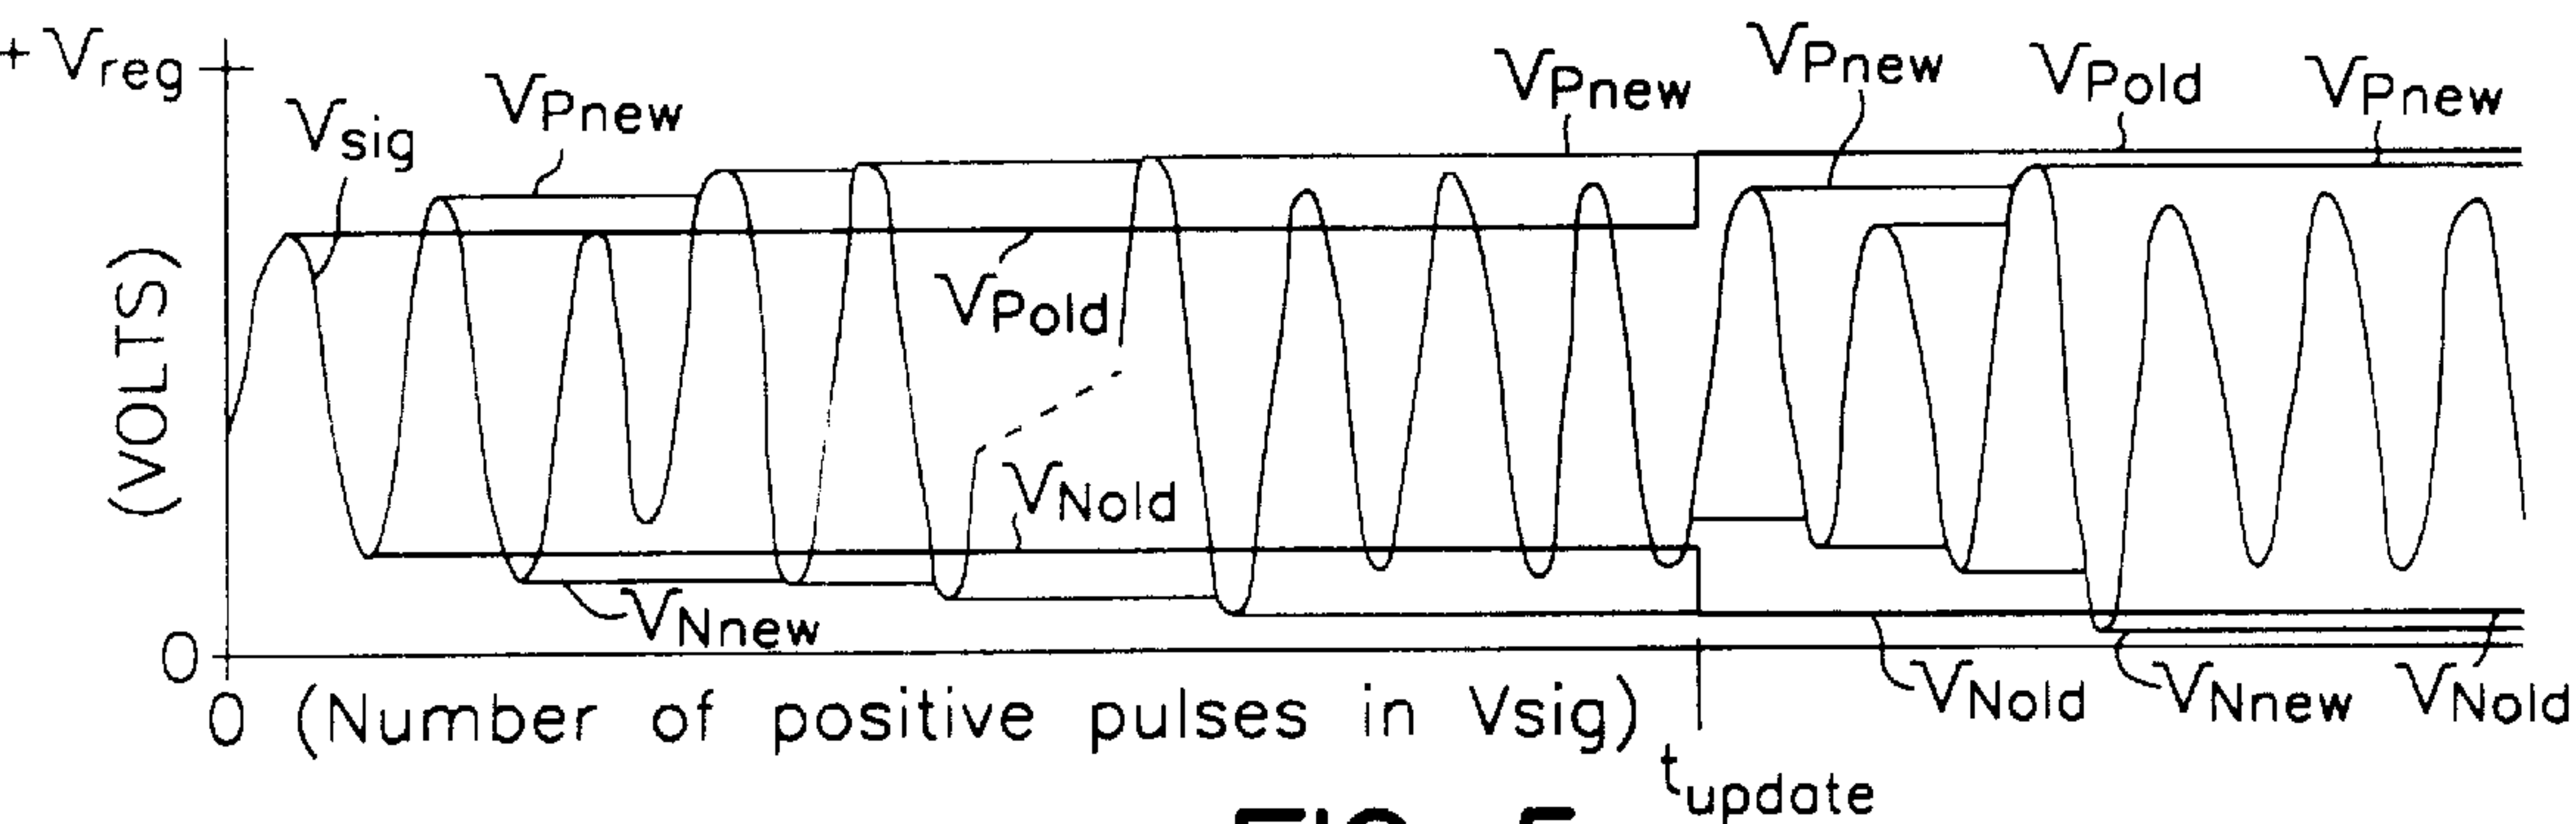 + Vreg
Vsig
VPnew
VPnew
VPnew
VPold
VPnew
(VOLTS)
VPold
VNold
VNnew
0
VNold
VNnew
VNold
0 (Number of positive pulses in Vsig)
tupdate